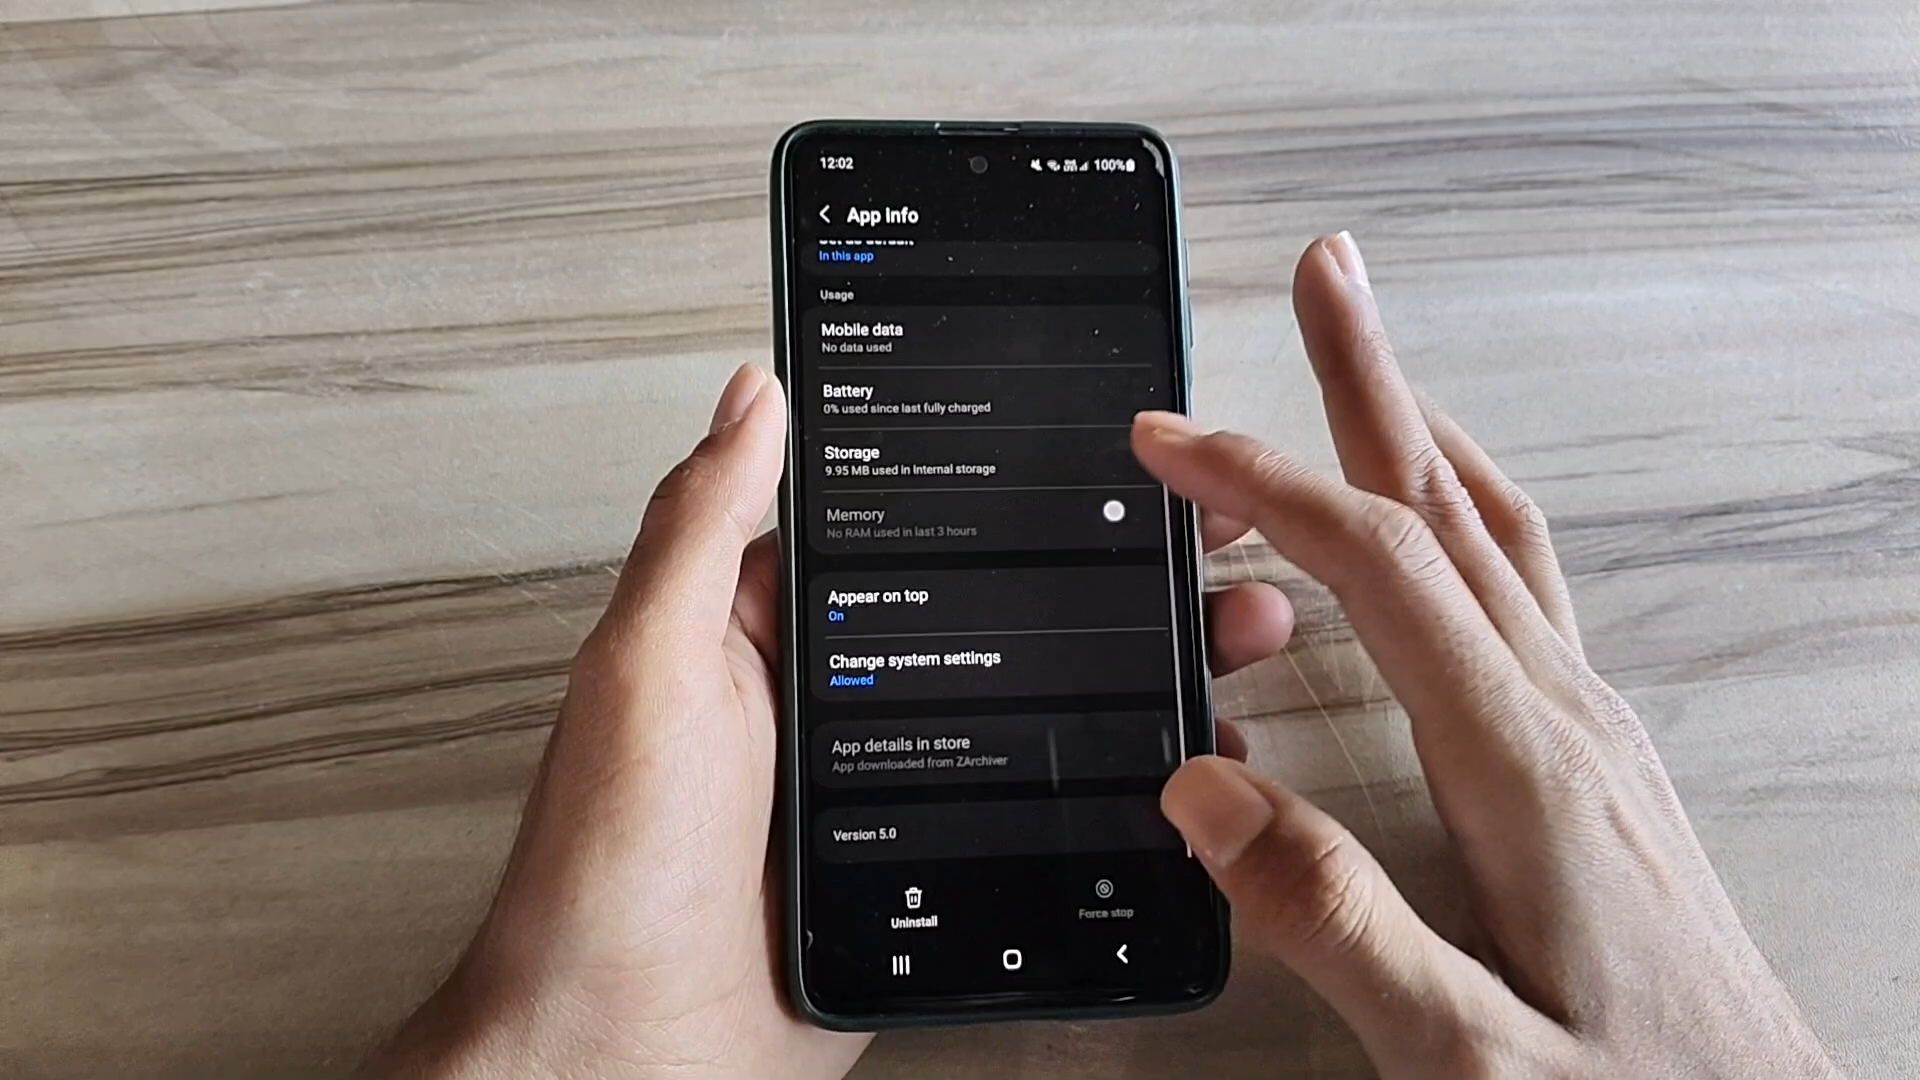 12:02
100%
App info
Set as default
In this app
Usage
Mobile data
No data used
Battery
0% used since last fully charged
Storage
9.95 MB used in Internal storage
Memory
No RAM used in last 3 hours
Appear on top
On
Change system settings
Allowed
App details in store
App downloaded from ZArchiver
Version 5.0
Uninstall
Force stop